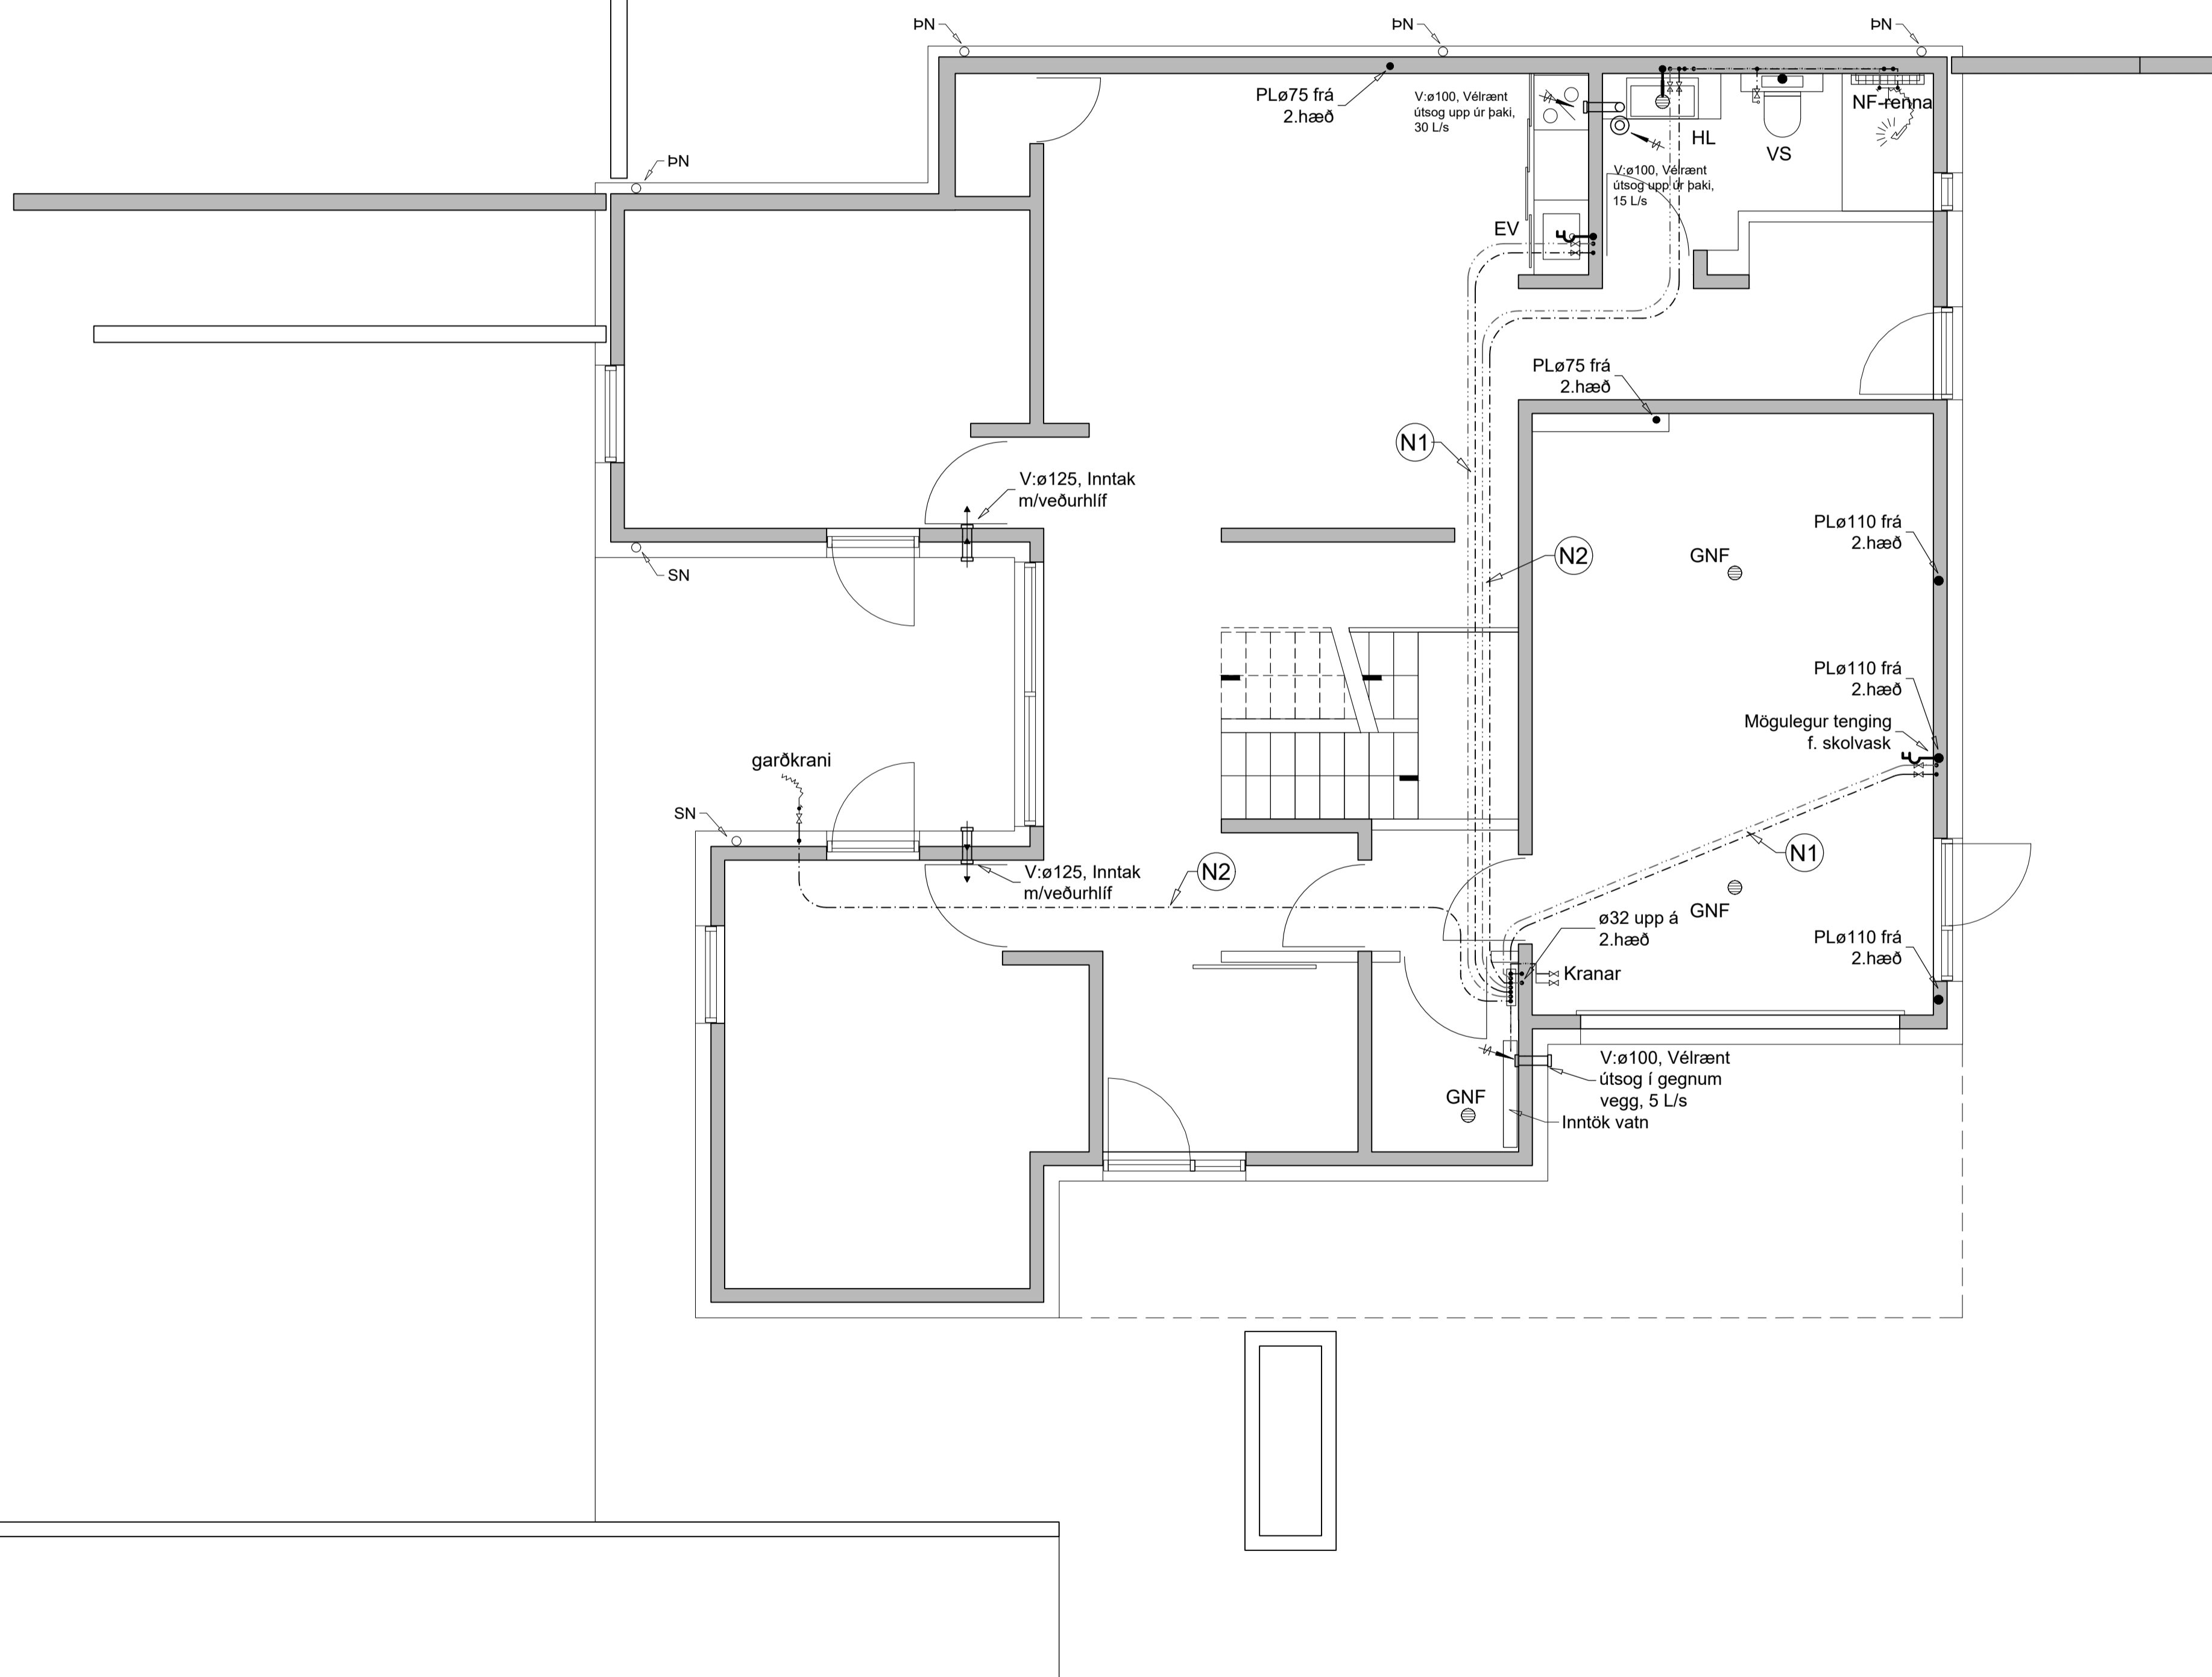 ÞN
ÞN
ÞN
PLø75 frá
2.hæð
V:ø100, Vélrænt
útsog upp úr þaki,
30 L/s
NF-renna
HL
VS
ÞN
V:ø100, Vélrænt
útsog upp úr þaki,
15 L/s
EV
PLø75 frá
2.hæð
N1
V:ø125, Inntak
m/veðurhlíf
PLø110 frá
2.hæð
GNF
N2
SN
PLø110 frá
2.hæð
Mögulegur tenging
f. skolvask
garðkrani
SN
N1
V:ø125, Inntak
m/veðurhlíf
N2
GNF
ø32 upp á
2.hæð
PLø110 frá
2.hæð
Kranar
V:ø100, Vélrænt
útsog í gegnum
vegg, 5 L/s
GNF
Inntök vatn